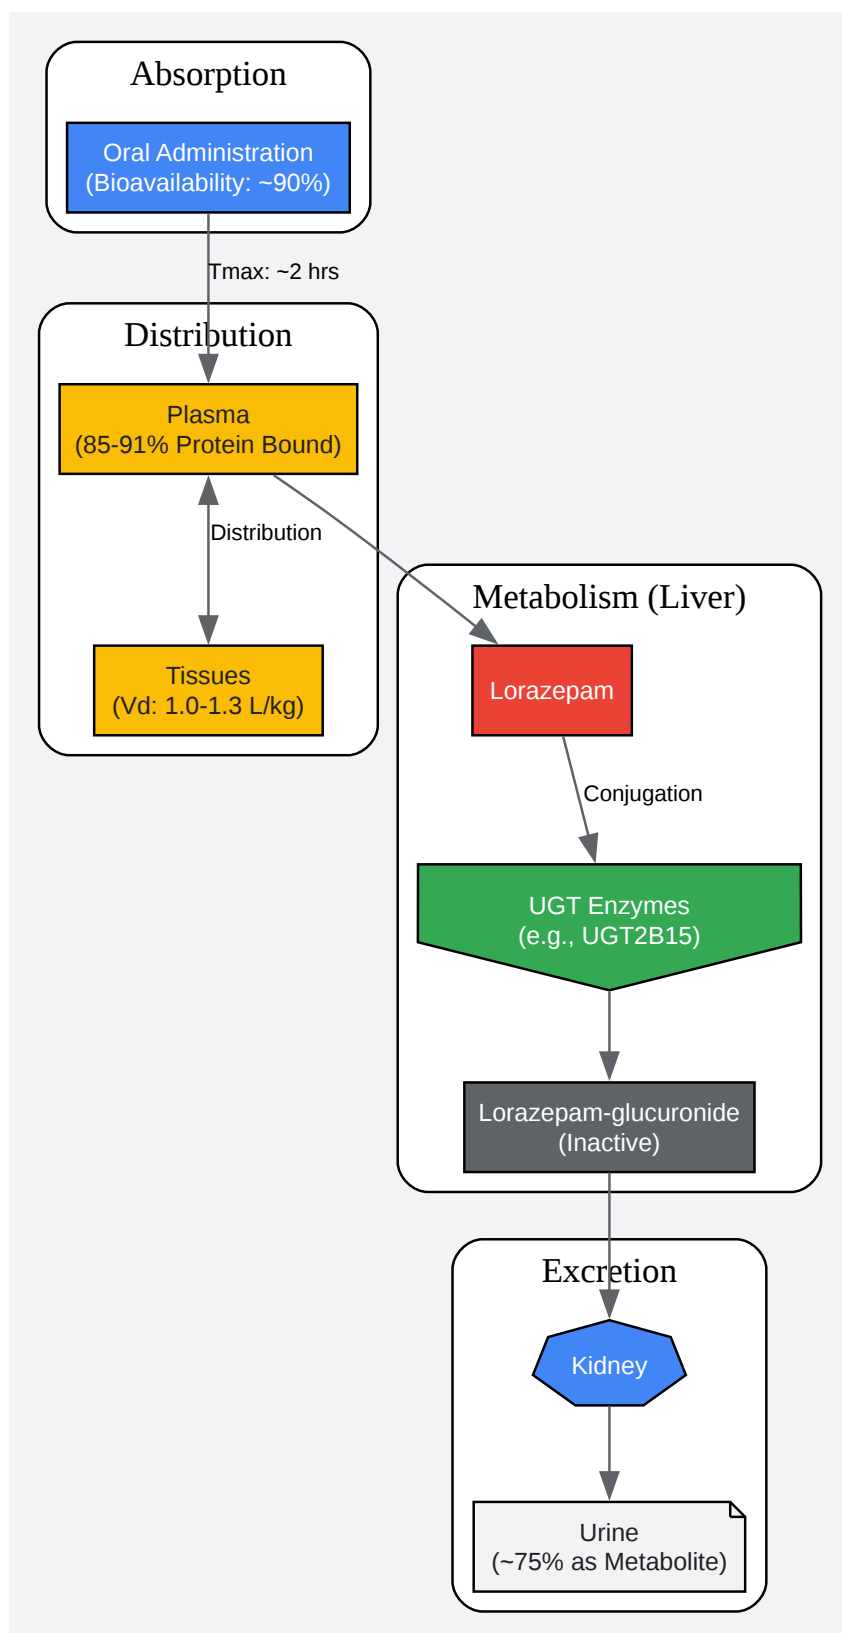 Absorption
Oral Administration
(Bioavailability: ~90%)
Tmax: ~2 hrs
Distribution
Plasma
(85-91% Protein Bound)
Distribution
Tissues
(Vd: 1.0-1.3 L/kg)
Metabolism (Liver)
Lorazepam
Conjugation
UGT Enzymes
(e.g., UGT2B15)
Lorazepam-glucuronide
(Inactive)
Excretion
Kidney
Urine
(~75% as Metabolite)